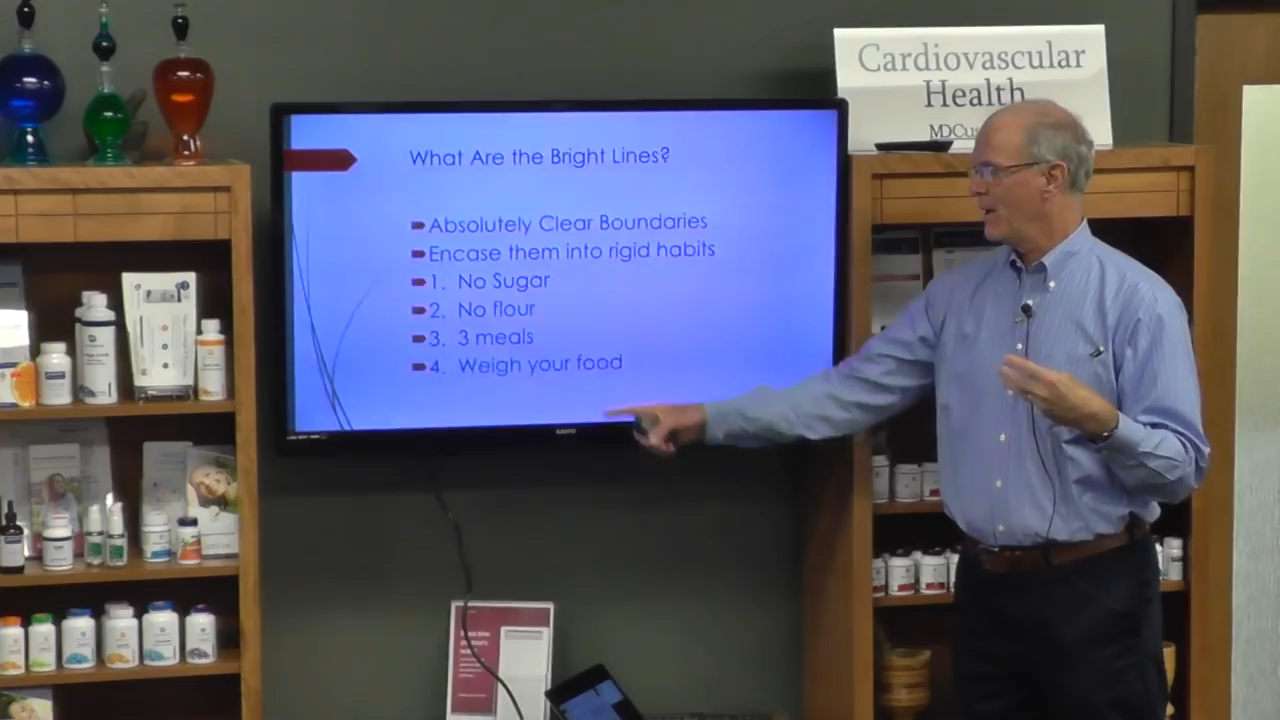 Cardiovascular
Health
What Are the Bright Lines?
Absolutely Clear Boundaries
Encase them into rigid habits
1. No Sugar
2. No flour
3. 3 meals
4. Weigh your food